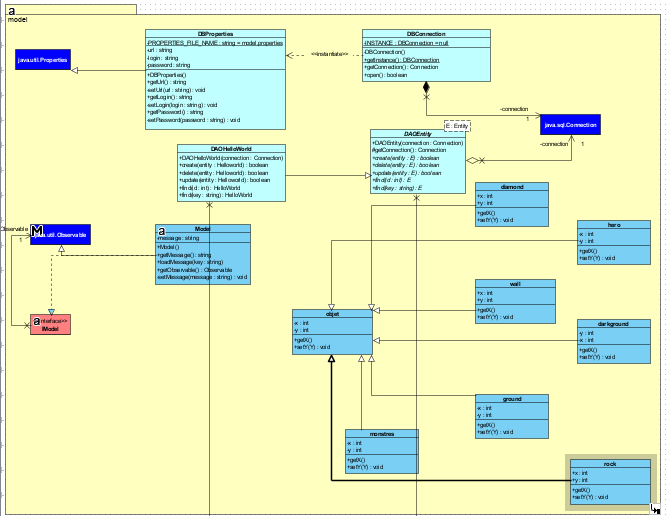 a
model
DBProperties
-PROPERTIES_FILE_NAME : string = model.properties
-url : string
-login : string
-password : string
+DBProperties()
+getUrl() : string
-setUrl(url : string) : void
+getLogin() : string
-setLogin(login : string) : void
+getPassword() : string
-setPassword(password : string) : void
java.util.Properties
<<Instantiate>>
DBConnection
-INSTANCE : DBConnection = null
-DBConnection()
+getInstance() : DBConnection
+getConnection() : Connection
+open() : boolean
-connection
1
java.sql.Connection
-connection
1
E : Entity
DAOEntity
+DAOEntity(connection : Connection)
#getConnection() : Connection
+create(entity : E) : boolean
+delete(entity : E) : boolean
+update(entity : E) : boolean
+find(id : int) : E
+find(key : string) : E
DAOHelloWorld
+DAOHelloWorld(connection : Connection)
+create(entity : Helloworld) : boolean
+delete(entity : Helloworld) : boolean
+update(entity : Helloworld) : boolean
+find(id : int) : HelloWorld
+find(key : string) : HelloWorld
diamond
+x : int
+y : int
+getX()
+setY(Y) : void
Observable
1
M
.util.Observable
a
Model
-message : string
+Model()
+getMessage() : string
+loadMessage(key : string)
+getObservable() : Observable
-setMessage(message : string) : void
hero
-x : int
-y : int
+getX()
+setY(Y) : void
wall
+x : int
+y : int
+getX()
+setY(Y) : void
a
nterface>>
IModel
objet
-x : int
-y : int
+getX()
+setY(Y) : void
darkground
-y : int
-x : int
+getX()
+setY(Y) : void
ground
-x : int
-y : int
+getX()
+setY(Y) : void
monstres
-x : int
-y : int
+getX()
+setY(Y) : void
rock
+x : int
+y : int
+getX()
+setY(Y) : void